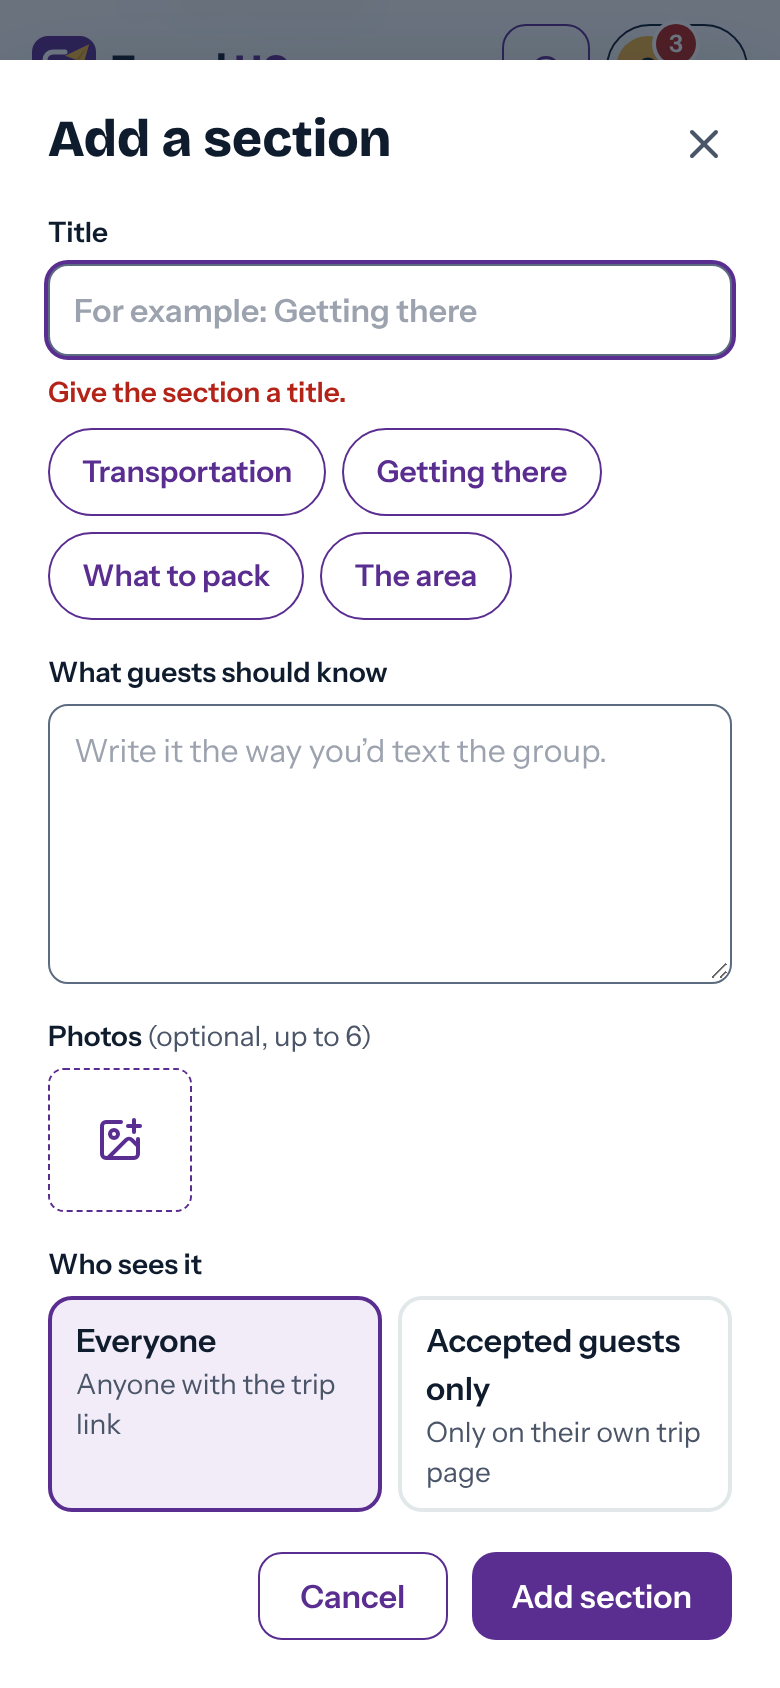 3
Add a section
Title
For example: Getting there
Give the section a title.
Transportation
Getting there
What to pack
The area
What guests should know
Write it the way you’d text the group.
Photos (optional, up to 6)
Who sees it
Everyone
Anyone with the trip
link
Accepted guests
only
Only on their own trip
page
Cancel
Add section